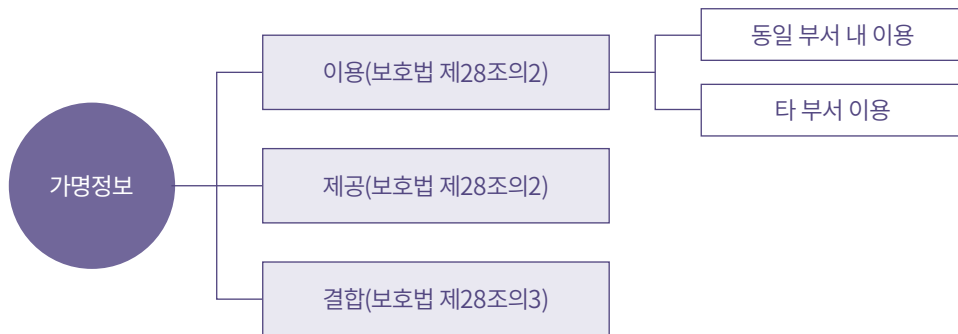 동일 부서 내 이용
이용(보호법 제28조의2)
타 부서 이용
가명정보
제공(보호법 제28조의2)
결합(보호법 제28조의3)